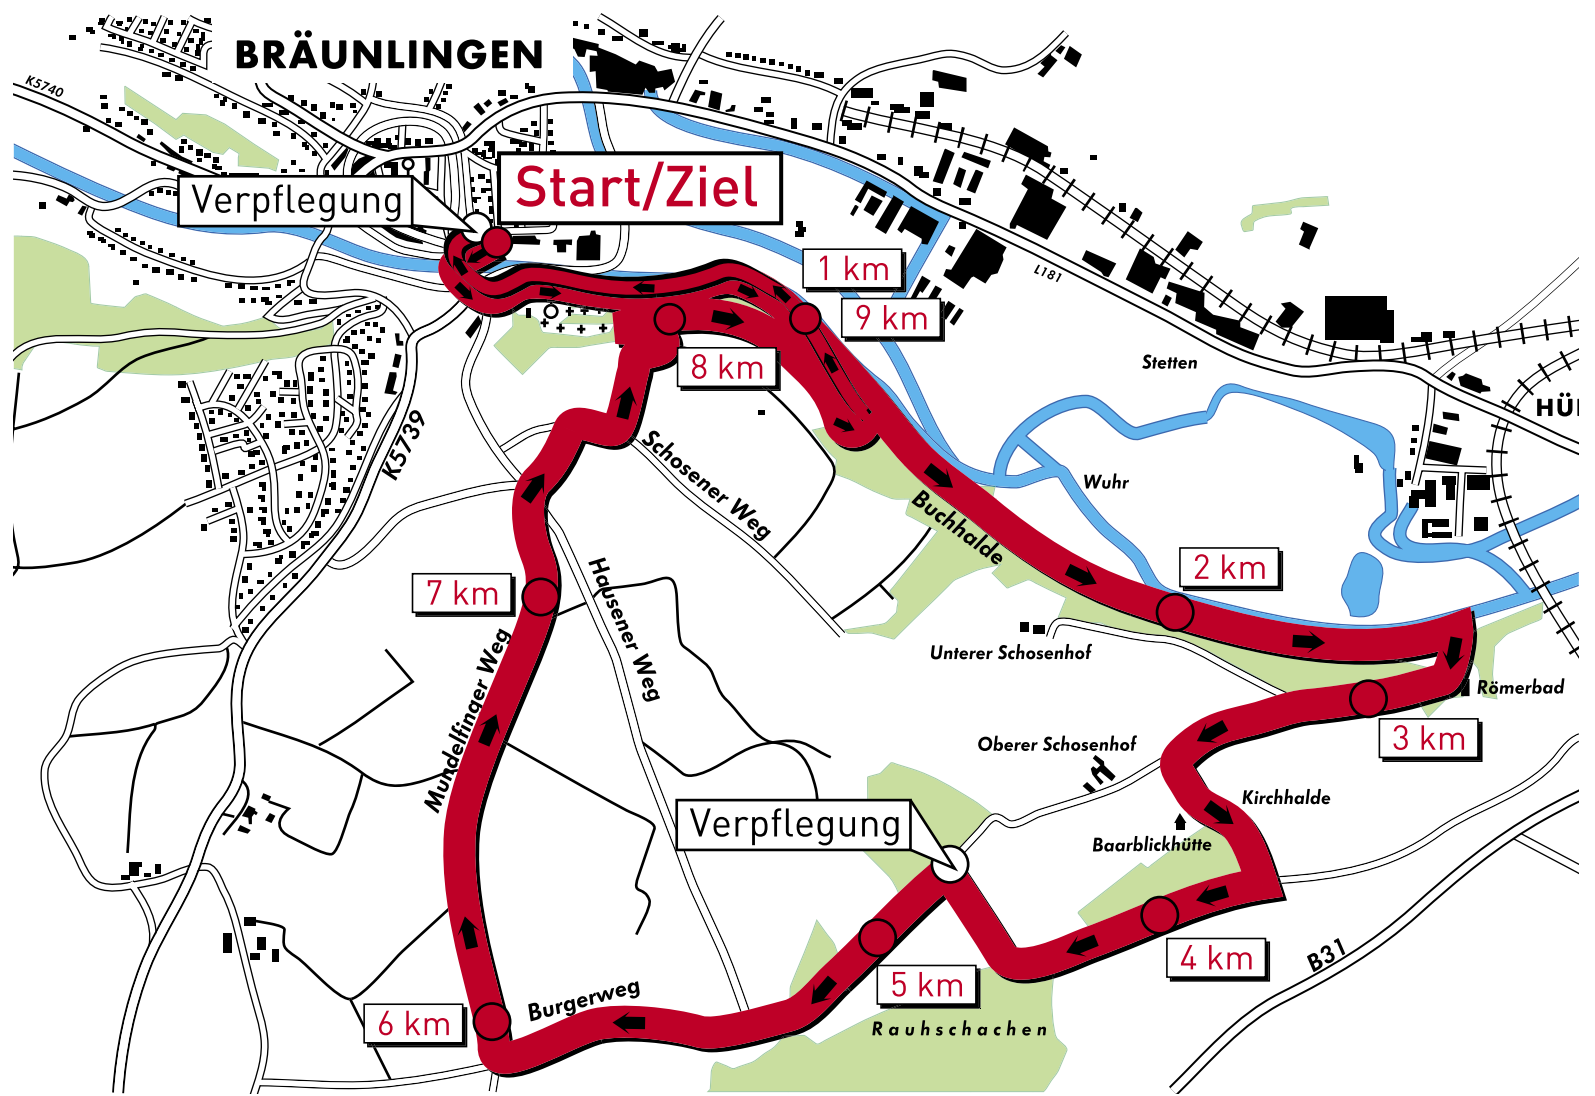 BRÄUNLINGEN
K5740
Verpflegung
Start/Ziel
1 km
L181
9 km
8 km
Stetten
HÜ
K5739
Schosener Weg
Wuhr
Buchhalde
2 km
7 km
Hausener Weg
Unterer Schosenhof
Mundelfinger Weg
Römerbad
3 km
Oberer Schosenhof
Kirchhalde
Verpflegung
Baarblickhütte
4 km
B31
5 km
Burgerweg
6 km
Rauhschachen